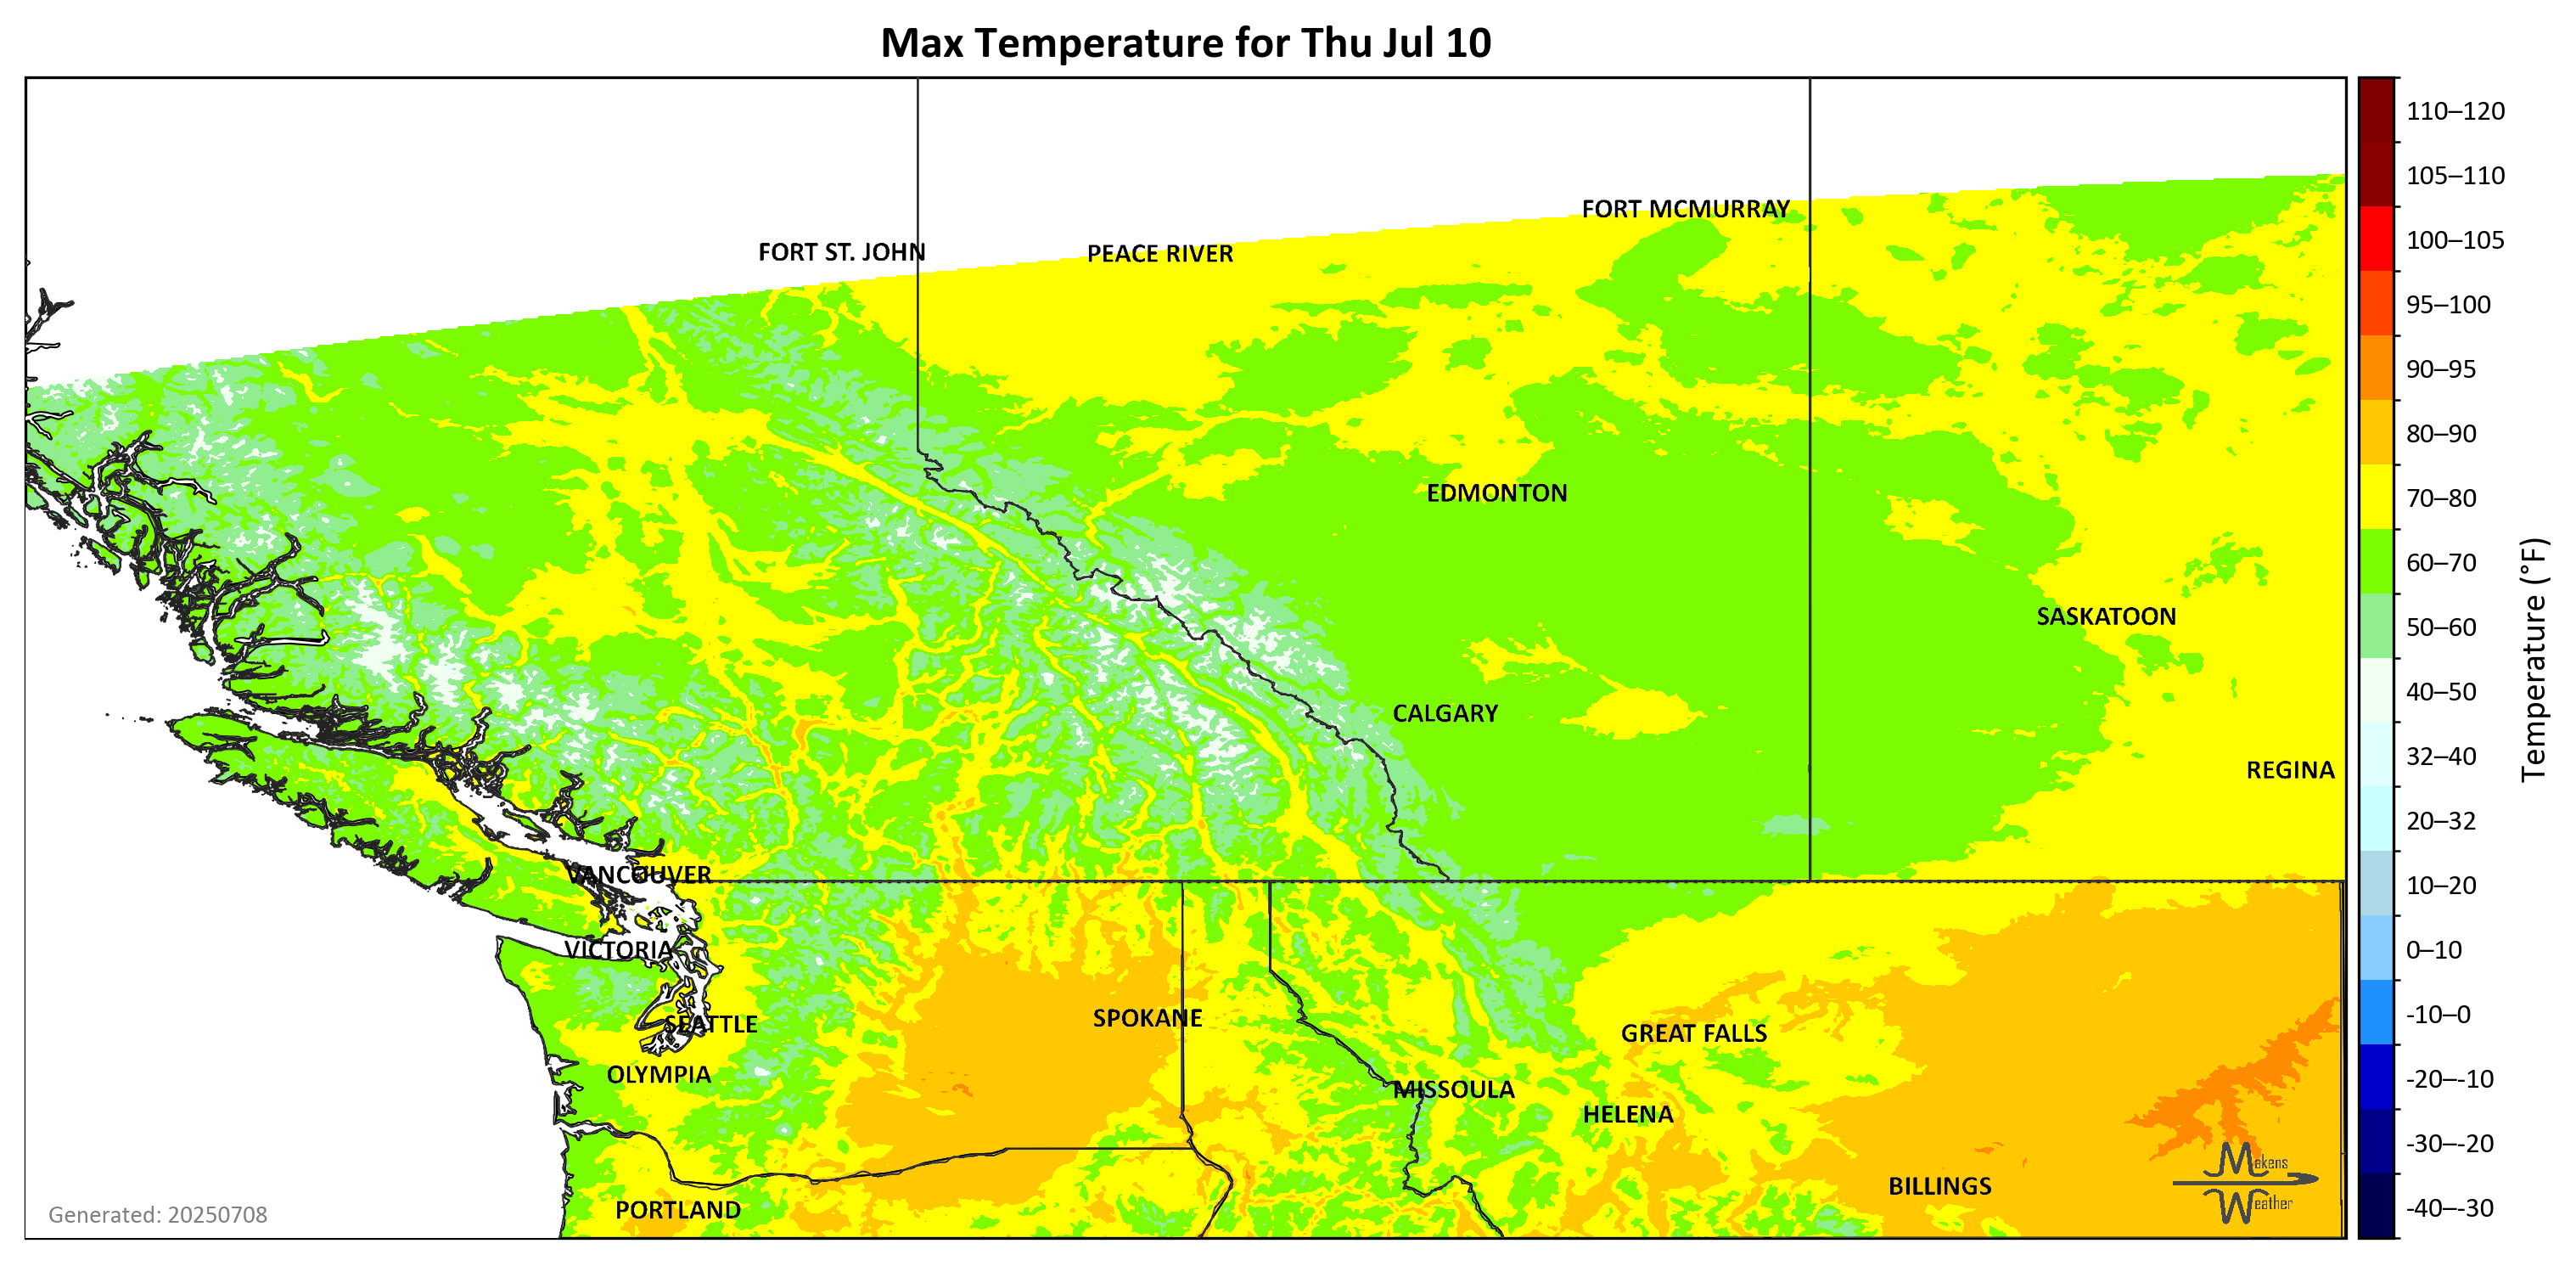 Max Temperature for Thu Jul 10
FORT MCMURRAY
FORT ST. JOHN
PEACE RIVER
EDMONTON
SASKATOON
CALGARY
REGINA
VANCOUVER
VICTORIA
SEATTLE
SPOKANE
GREAT FALLS
OLYMPIA
MISSOULA
HELENA
BILLINGS
PORTLAND
Makens
Weather
Generated: 20250708
110–120
105–110
100–105
95–100
90–95
80–90
70–80
60–70
50–60
40–50
32–40
20–32
10–20
0–10
-10–0
-20–-10
-30–-20
-40–-30
Temperature (°F)